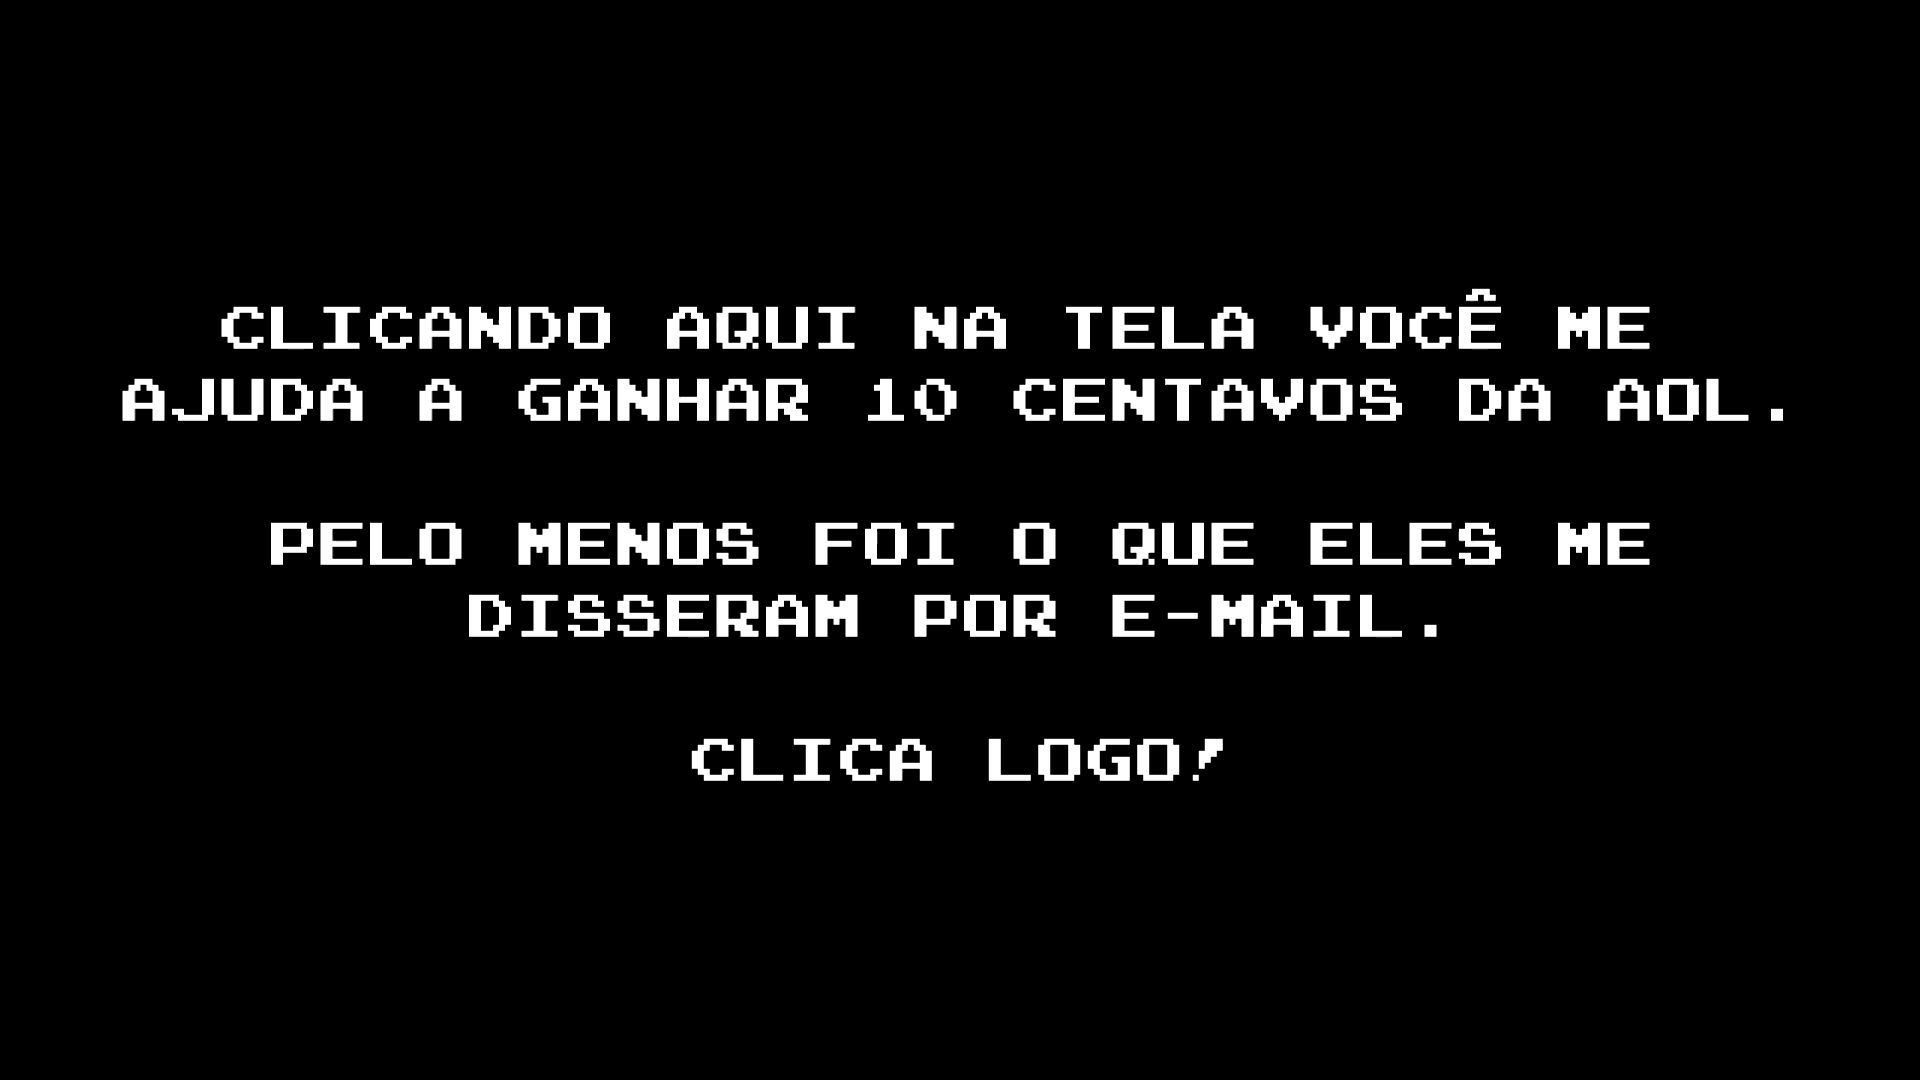 CLICANDO AQUI NA TELA VOCÊ ME
AJUDA A GANHAR 10 CENTAVOS DA AOL.
PELO MENOS FOI O QUE ELES ME
DISSERAM POR E-MAIL.
CLICA LOGO!